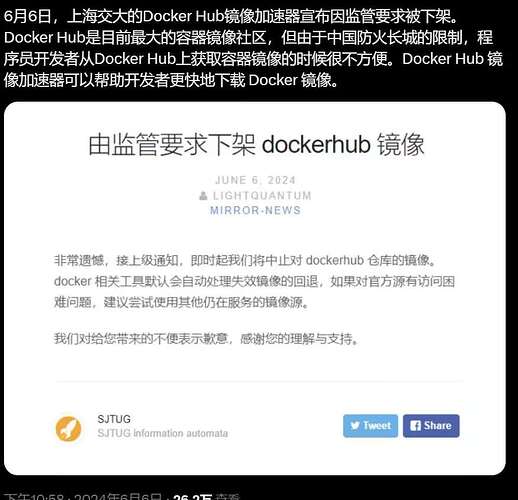 6月6日，上海交大的Docker Hub镜像加速器宣布因监管要求被下架。
Docker Hub是目前最大的容器镜像社区，但由于中国防火长城的限制，程
序员开发者从Docker Hub上获取容器镜像的时候很不方便。Docker Hub 镜
像加速器可以帮助开发者更快地下载 Docker 镜像。
由监管要求下架 dockerhub 镜像
JUNE 6, 2024
LIGHTQUANTUM
MIRROR-NEWS
非常遗憾，接上级通知，即时起我们将中止对 dockerhub 仓库的镜像。
docker 相关工具默认会自动处理失效镜像的回退，如果对官方源有访问困
难问题，建议尝试使用其他仍在服务的镜像源。
我们对给您带来的不便表示歉意，感谢您的理解与支持。
SJTUG
SJTUG information automata
Tweet
Share
下午10:58 · 2024年6月6日 · 26.2万 查看